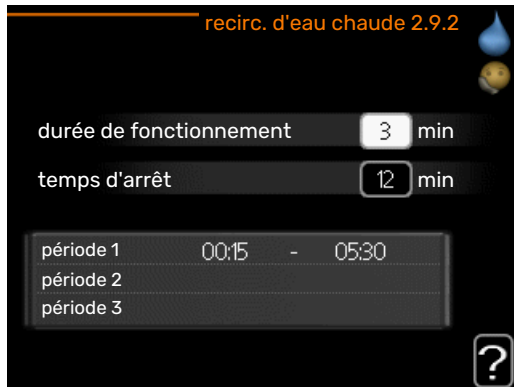 recirc. d'eau chaude 2.9.2
durée de fonctionnement 3 min
temps d'arrêt 12 min
période 1 00:15 - 05:30
période 2
période 3
?